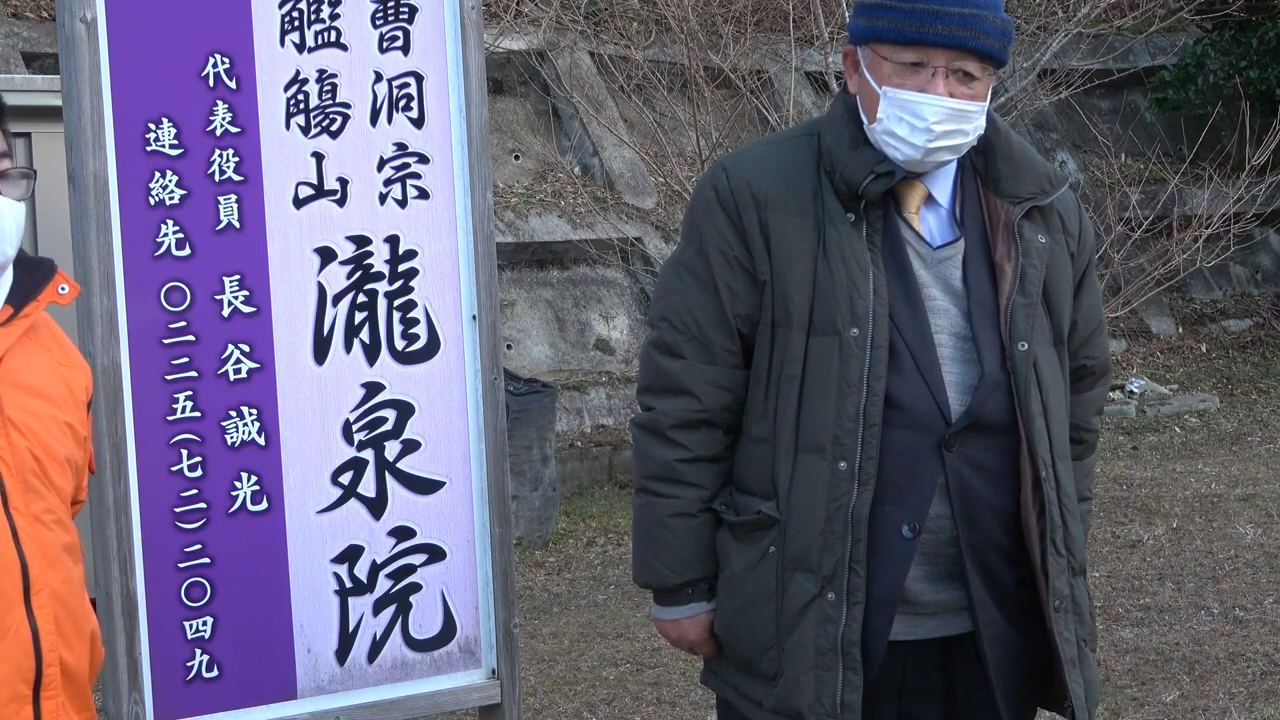 曹洞宗
艦觴山
瀧泉院
代表役員 長谷誠光
連絡先 〇二二五(七二)二〇四九